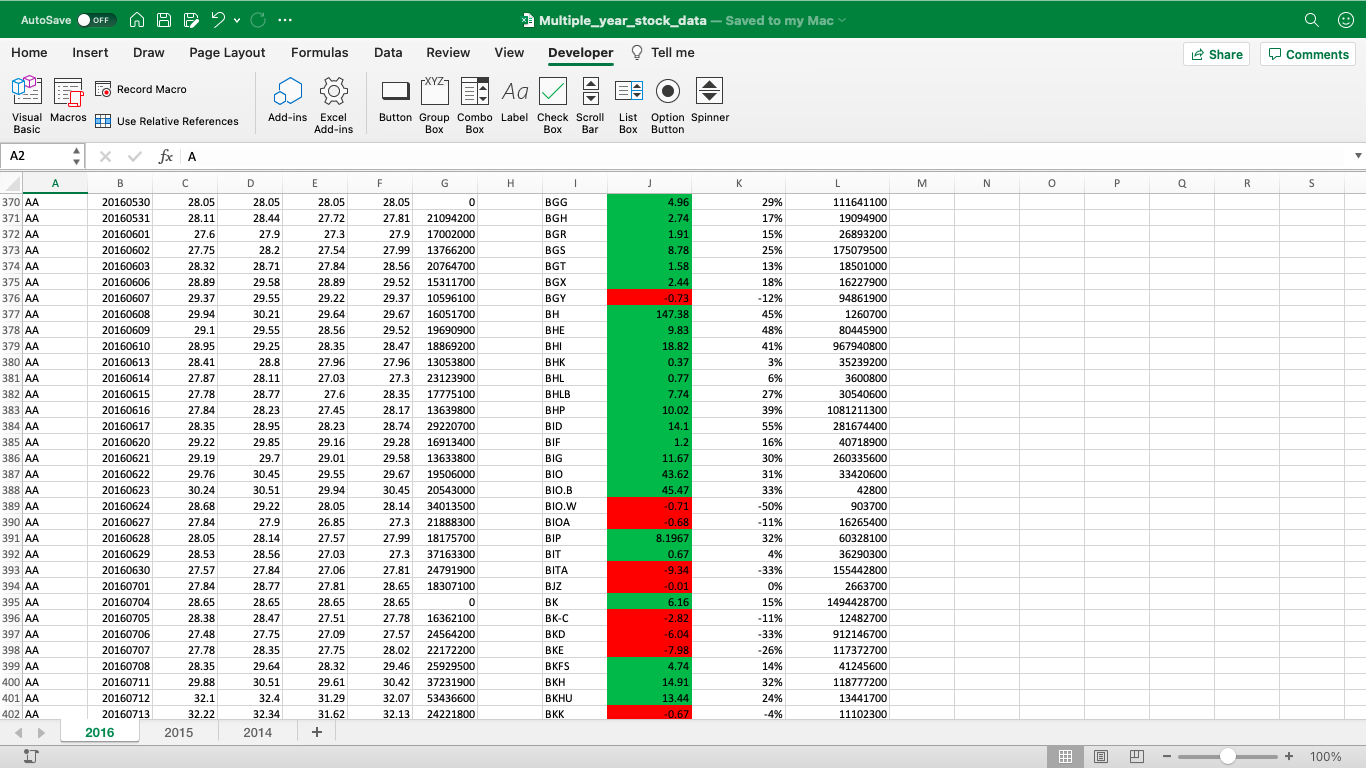 AutoSave OFF Multiple_year_stock_data — Saved to my Mac
Home Insert Draw Page Layout Formulas Data Review View Developer Tell me Share Comments
Visual Basic Macros Record Macro Use Relative References Add-ins Excel Add-ins Button Group Box Combo Box Label Check Box Scroll Bar List Box Option Button Spinner
XYZ Aa
A2 fx A
A B C D E F G H I J K L M N O P Q R S
370 AA 20160530 28.05 28.05 28.05 28.05 0 BGG 4.96 29% 111641100
371 AA 20160531 28.11 28.44 27.72 27.81 21094200 BGH 2.74 17% 19094900
372 AA 20160601 27.6 27.9 27.3 27.9 17002000 BGR 1.91 15% 26893200
373 AA 20160602 27.75 28.2 27.54 27.99 13766200 BGS 8.78 25% 175079500
374 AA 20160603 28.32 28.71 27.84 28.56 20764700 BGT 1.58 13% 18501000
375 AA 20160606 28.89 29.58 28.89 29.52 15311700 BGX 2.44 18% 16227900
376 AA 20160607 29.37 29.55 29.22 29.37 10596100 BGY -0.73 -12% 94861900
377 AA 20160608 29.94 30.21 29.64 29.67 16051700 BH 147.38 45% 1260700
378 AA 20160609 29.1 29.55 28.56 29.52 19690900 BHE 9.83 48% 80445900
379 AA 20160610 28.95 29.25 28.35 28.47 18869200 BHI 18.82 41% 967940800
380 AA 20160613 28.41 28.8 27.96 27.96 13053800 BHK 0.37 3% 35239200
381 AA 20160614 27.87 28.11 27.03 27.3 23123900 BHL 0.77 6% 3600800
382 AA 20160615 27.78 28.77 27.6 28.35 17775100 BHLB 7.74 27% 30540600
383 AA 20160616 27.84 28.23 27.45 28.17 13639800 BHP 10.02 39% 1081211300
384 AA 20160617 28.35 28.95 28.23 28.74 29220700 BID 14.1 55% 281674400
385 AA 20160620 29.22 29.85 29.16 29.28 16913400 BIF 1.2 16% 40718900
386 AA 20160621 29.19 29.7 29.01 29.58 13633800 BIG 11.67 30% 260335600
387 AA 20160622 29.76 30.45 29.55 29.67 19506000 BIO 43.62 31% 33420600
388 AA 20160623 30.24 30.51 29.94 30.45 20543000 BIO.B 45.47 33% 42800
389 AA 20160624 28.68 29.22 28.05 28.14 34013500 BIO.W -0.71 -50% 903700
390 AA 20160627 27.84 27.9 26.85 27.3 21888300 BIOA -0.68 -11% 16265400
391 AA 20160628 28.05 28.14 27.57 27.99 18175700 BIP 8.1967 32% 60328100
392 AA 20160629 28.53 28.56 27.03 27.3 37163300 BIT 0.67 4% 36290300
393 AA 20160630 27.57 27.84 27.06 27.81 24791900 BITA -9.34 -33% 155442800
394 AA 20160701 27.84 28.77 27.81 28.65 18307100 BJZ -0.01 0% 2663700
395 AA 20160704 28.65 28.65 28.65 28.65 0 BK 6.16 15% 1494428700
396 AA 20160705 28.38 28.47 27.51 27.78 16362100 BK-C -2.82 -11% 12482700
397 AA 20160706 27.48 27.75 27.09 27.57 24564200 BKD -6.04 -33% 912146700
398 AA 20160707 27.78 28.35 27.75 28.02 22172200 BKE -7.98 -26% 117372700
399 AA 20160708 28.35 29.64 28.32 29.46 25929500 BKFS 4.74 14% 41245600
400 AA 20160711 29.88 30.51 29.61 30.42 37231900 BKH 14.91 32% 118777200
401 AA 20160712 32.1 32.4 31.29 32.07 53436600 BKHU 13.44 24% 13441700
402 AA 20160713 32.22 32.34 31.62 32.13 24221800 BKK -0.67 -4% 11102300
2016 2015 2014 +
− + 100%